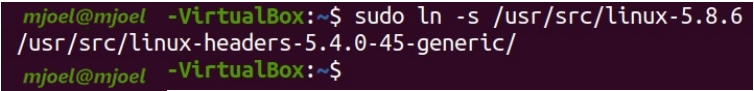 mjoel@mjoel -VirtualBox:~$ sudo ln -s /usr/src/linux-5.8.6
/usr/src/linux-headers-5.4.0-45-generic/
mjoel@mjoel -VirtualBox:~$